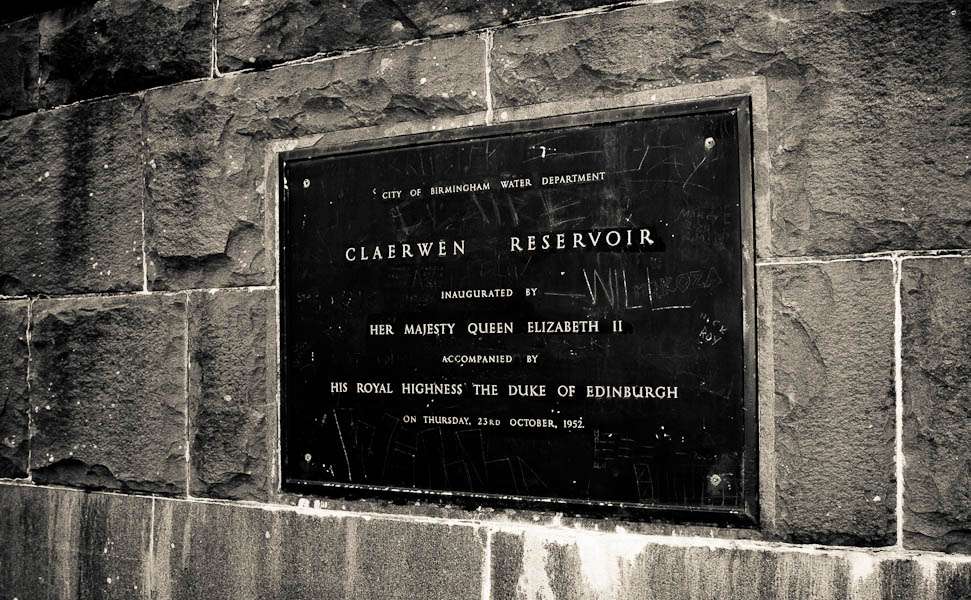 CITY OF BIRMINGHAM WATER DEPARTMENT
CLAERWEN RESERVOIR
INAUGURATED BY
WILL
HER MAJESTY QUEEN ELIZABETH II
ACCOMPANIED BY
HIS ROYAL HIGHNESS THE DUKE OF EDINBURGH
ON THURSDAY, 23RD OCTOBER, 1952.